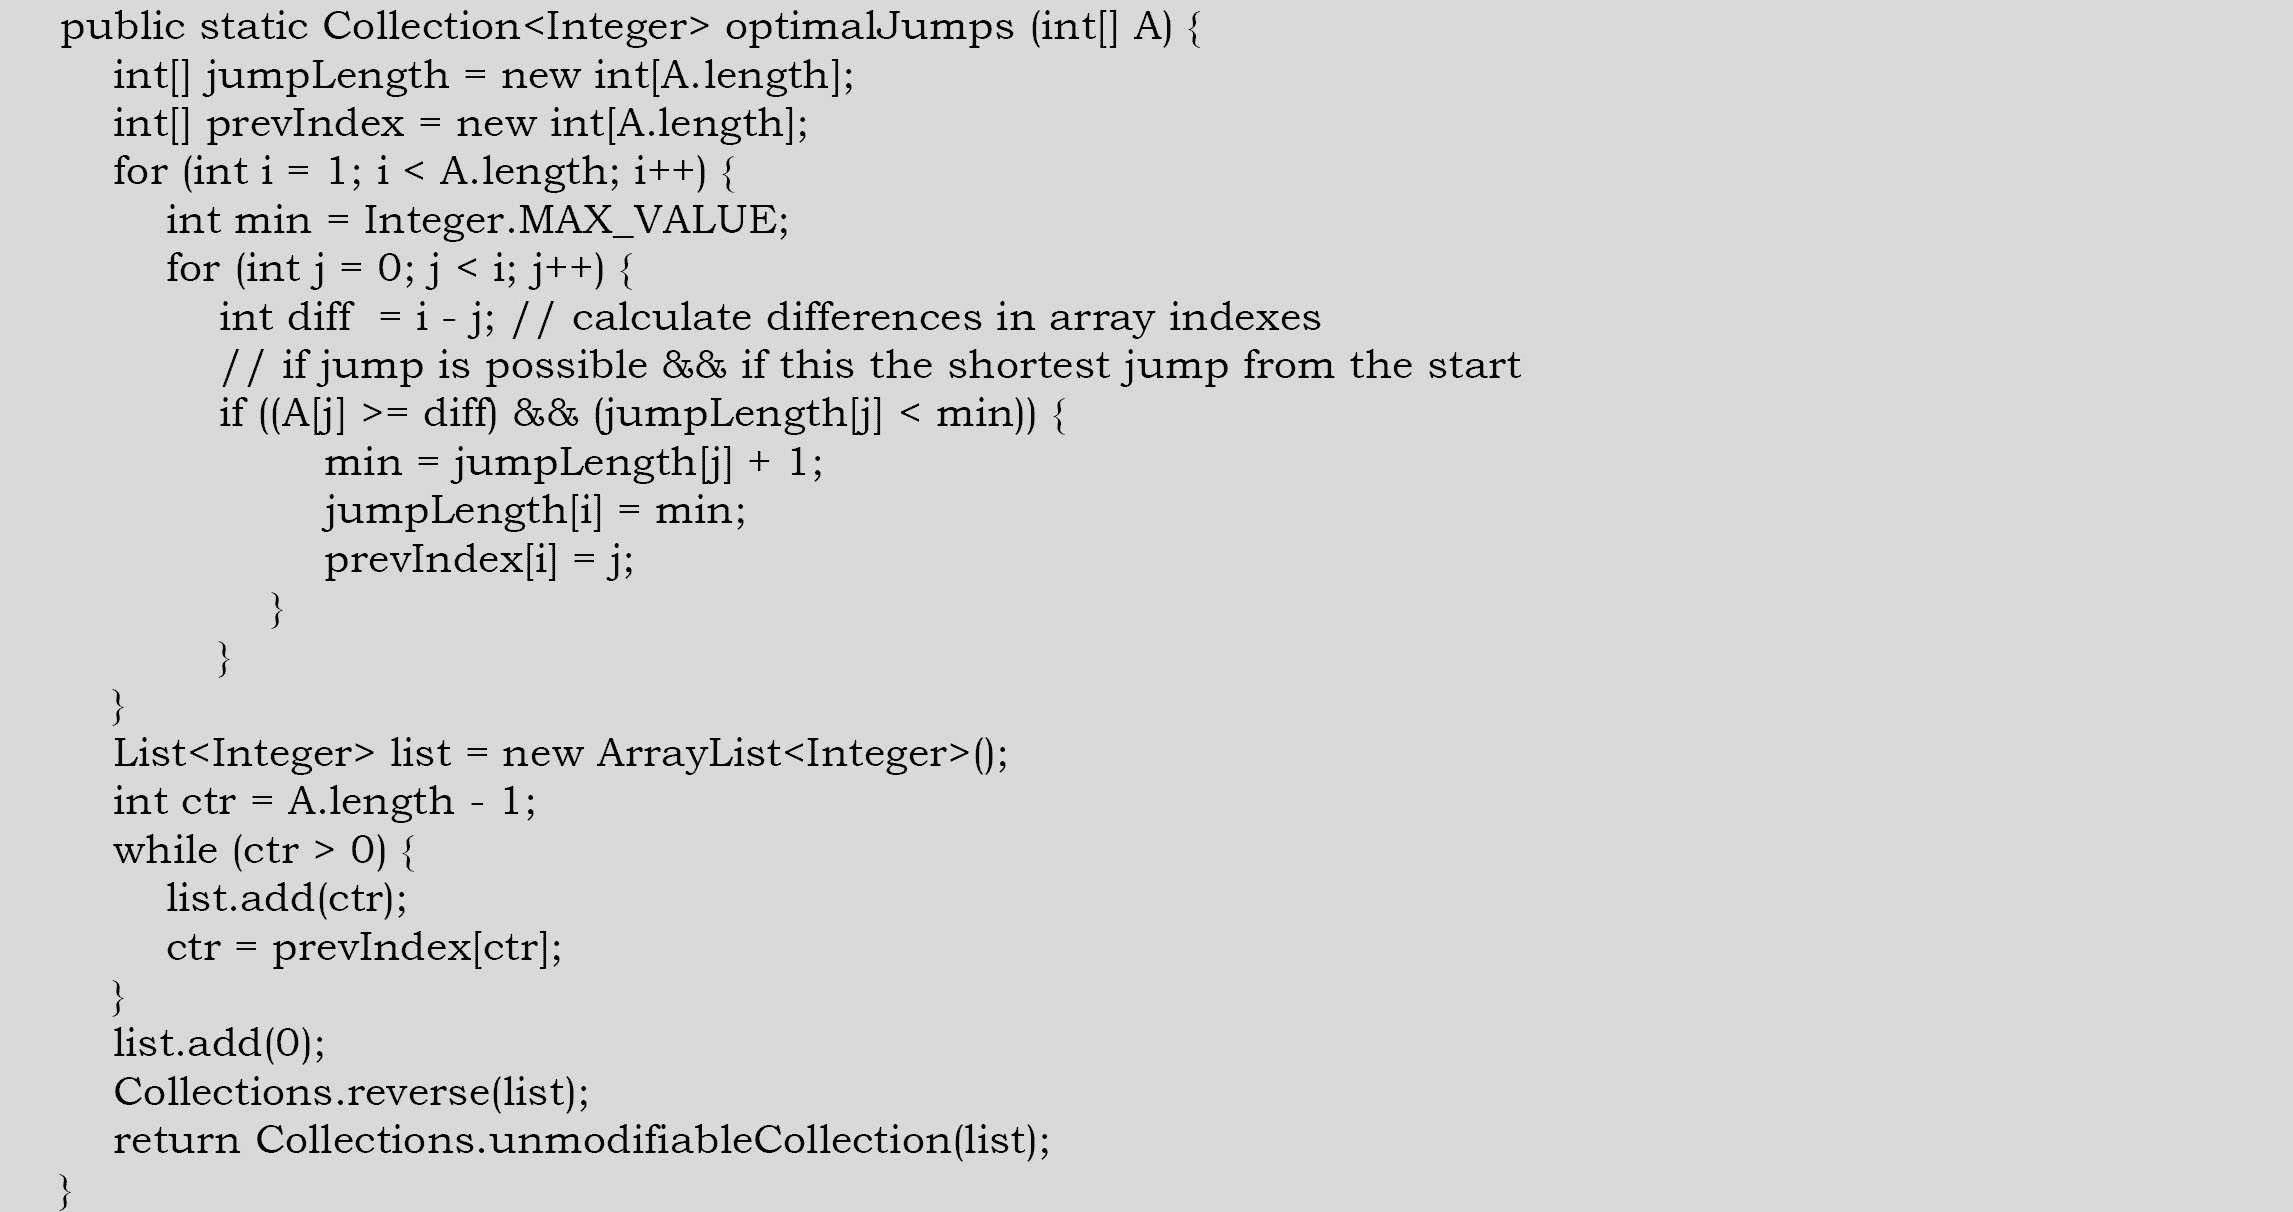 public static Collection<Integer> optimalJumps (int[] A) {
int[] jumpLength = new int[A.length];
int[] prevIndex = new int[A.length];
for (int i = 1; i < A.length; i++) {
int min = Integer.MAX_VALUE;
for (int j = 0; j < i; j++) {
int diff  = i - j; // calculate differences in array indexes
// if jump is possible && if this the shortest jump from the start
if ((A[j] >= diff) && (jumpLength[j] < min)) {
min = jumpLength[j] + 1;
jumpLength[i] = min;
prevIndex[i] = j;
}
}
}
List<Integer> list = new ArrayList<Integer>();
int ctr = A.length - 1;
while (ctr > 0) {
list.add(ctr);
ctr = prevIndex[ctr];
}
list.add(0);
Collections.reverse(list);
return Collections.unmodifiableCollection(list);
}